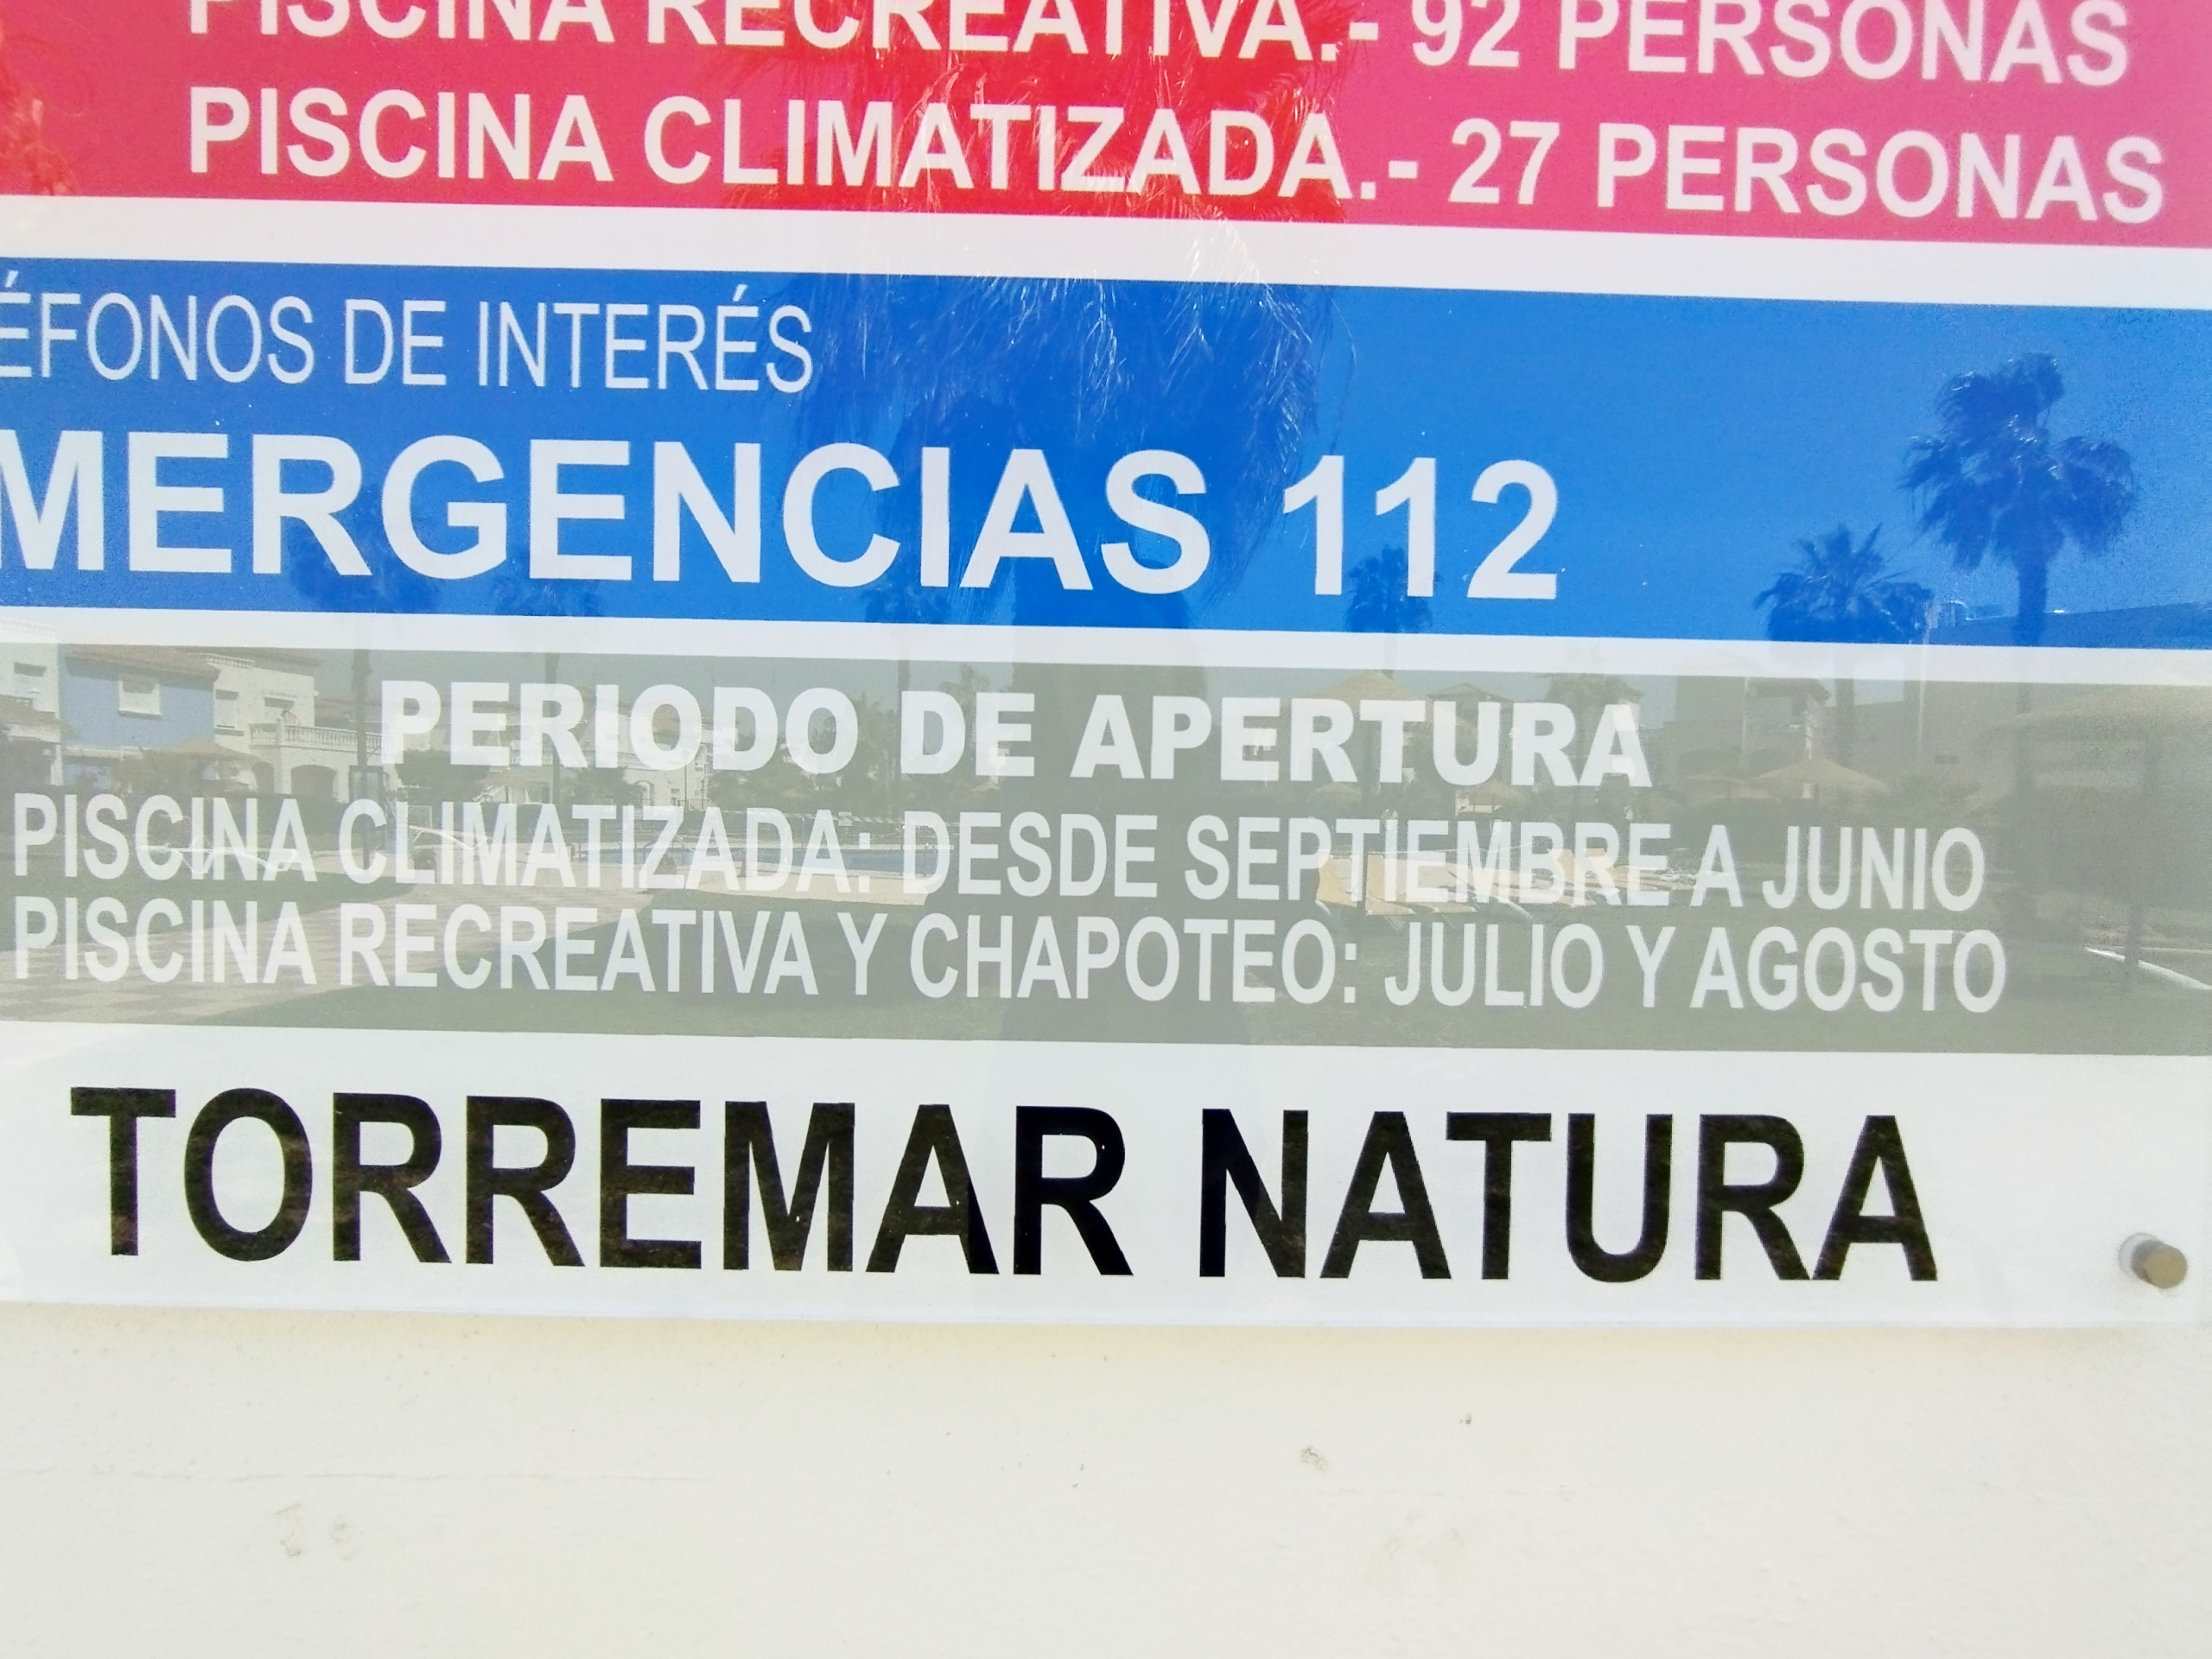 PISCINA RECREATIVA.- 92 PERSONAS
PISCINA CLIMATIZADA.- 27 PERSONAS
ÉFONOS DE INTERÉS
MERGENCIAS 112
PERIODO DE APERTURA
PISCINA CLIMATIZADA: DESDE SEPTIEMBRE A JUNIO
PISCINA RECREATIVA Y CHAPOTEO: JULIO Y AGOSTO
TORREMAR NATURA